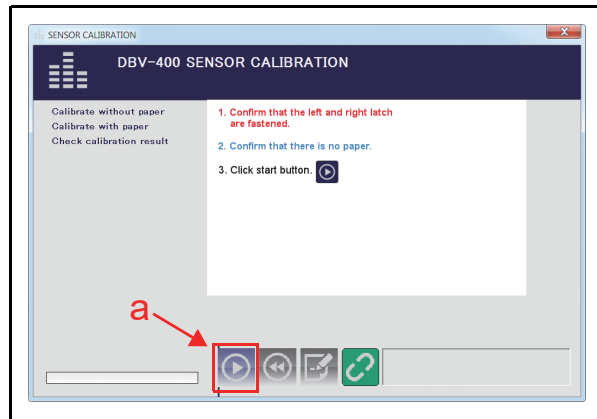 SENSOR CALIBRATION
DBV-400 SENSOR CALIBRATION
Calibrate without paper
Calibrate with paper
Check calibration result
1. Confirm that the left and right latch
are fastened.
2. Confirm that there is no paper.
3. Click start button.
a